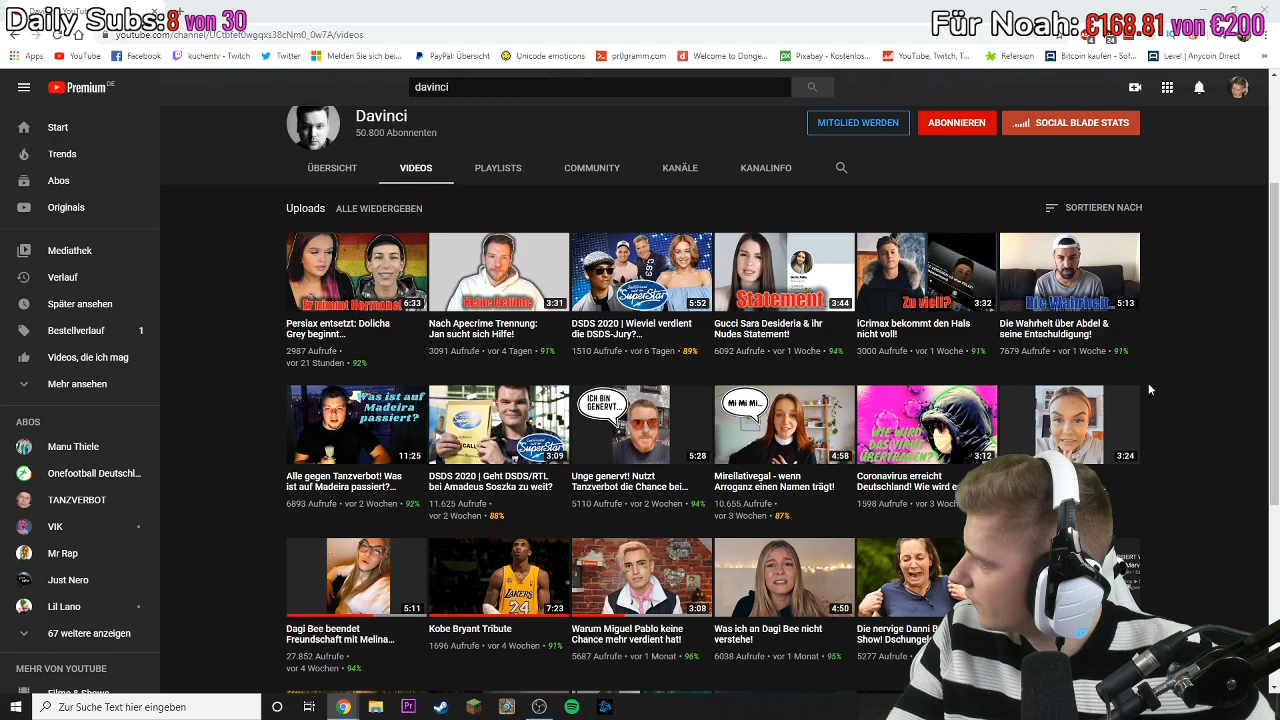 Daily Subs: 8 von 30
Für Noah: €168.81 von €200
youtube.com/channel/UCtbfef0wgqxs38cNm0_0w7A/videos
Apps
YouTube
Facebook
kuchentv - Twitch
Twitter
Melden Sie sich bei...
PayPal Übersicht
Unicode emoticons
pr0gramm.com
Welcome to Donge...
Pixabay - Kostenlos...
YouTube, Twitch, T...
Refersion
Bitcoin kaufen - So...
Level | Anycoin Direct
Premium DE
davinci
Davinci
50.800 Abonnenten
MITGLIED WERDEN
ABONNIEREN
SOCIAL BLADE STATS
ÜBERSICHT
VIDEOS
PLAYLISTS
COMMUNITY
KANÄLE
KANALINFO
Start
Trends
Abos
Originals
Mediathek
Verlauf
Später ansehen
Bestellverlauf 1
Videos, die ich mag
Mehr ansehen
ABOS
Manu Thiele
Onefootball Deutschl...
TANZVERBOT
VIK
Mr Rap
Just Nero
Lil Lano
67 weitere anzeigen
MEHR VON YOUTUBE
Films & Shows
Uploads ALLE WIEDERGEBEN
SORTIEREN NACH
Er nimmt Hormone!
6:33
Persiax entsetzt: Dolicha
Grey beginnt...
2987 Aufrufe •
vor 21 Stunden • 92%
Keine Gefühle
3:31
Nach Apecrime Trennung:
Jan sucht sich Hilfe!
3091 Aufrufe • vor 4 Tagen • 91%
Deutschland sucht den SuperStar
5:52
DSDS 2020 | Wieviel verdient
die DSDS-Jury?...
1510 Aufrufe • vor 6 Tagen • 89%
Statement
3:44
Gucci Sara Desideria & ihr
Nudes Statement!
6092 Aufrufe • vor 1 Woche • 94%
Zu viel!?
3:32
iCrimax bekommt den Hals
nicht voll!
3000 Aufrufe • vor 1 Woche • 91%
Die Wahrheit...
5:13
Die Wahrheit über Abdel &
seine Entschuldigung!
7679 Aufrufe • vor 1 Woche • 91%
Was ist auf
Madeira
passiert?
11:25
Alle gegen Tanzverbot! Was
ist auf Madeira passiert?...
6893 Aufrufe • vor 2 Wochen • 92%
SuperStar
3:09
DSDS 2020 | Geht DSDS/RTL
bei Amadeus Soszka zu weit?
11.625 Aufrufe •
vor 2 Wochen • 88%
ICH BIN
GENERVT...
5:28
Unge genervt! Nutzt
Tanzverbot die Chance bei...
5110 Aufrufe • vor 2 Wochen • 94%
Mi Mi Mi..
4:58
Mirellativegal - wenn
Arroganz einen Namen trägt!
10.655 Aufrufe •
vor 3 Wochen • 87%
WIE WIRD
DAS VIRUS
ÜBERTRAGEN?
3:12
Coronavirus erreicht
Deutschland! Wie wird
1598 Aufrufe • vor 3
3:24
5:11
Dagi Bee beendet
Freundschaft mit Melina...
27.852 Aufrufe •
vor 4 Wochen • 94%
LAKERS
24
7:23
Kobe Bryant Tribute
1696 Aufrufe • vor 4 Wochen • 91%
3:08
Warum Miguel Pablo keine
Chance mehr verdient hat!
5687 Aufrufe • vor 1 Monat • 96%
4:50
Was ich an Dagi Bee nicht
verstehe!
6038 Aufrufe • vor 1 Monat • 95%
Die nervige Danni B
Show! Dschungel
5277 Aufrufe •
Zur Suche Text hier eingeben